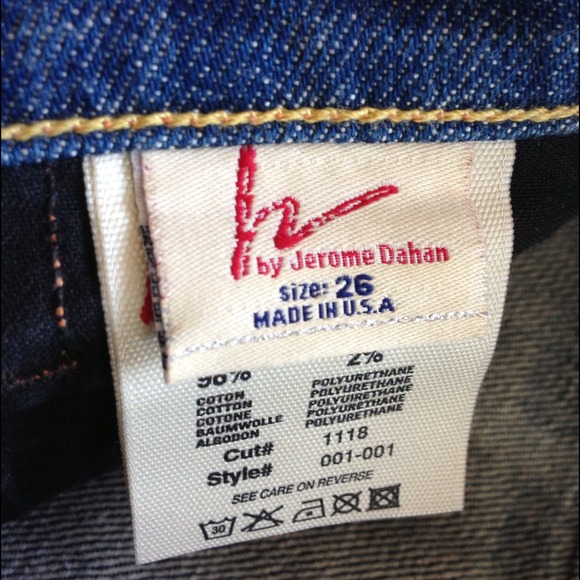 h
by Jerome Dahan
Size: 26
MADE IN U.S.A
98% 2%
COTON POLYURETHANE
COTTON POLYURETHANE
COTONE POLYURETHANE
BAUMWOLLE POLYURETHANE
ALGODON POLYURETHANE
Cut# 1118
Style# 001-001
SEE CARE ON REVERSE
30